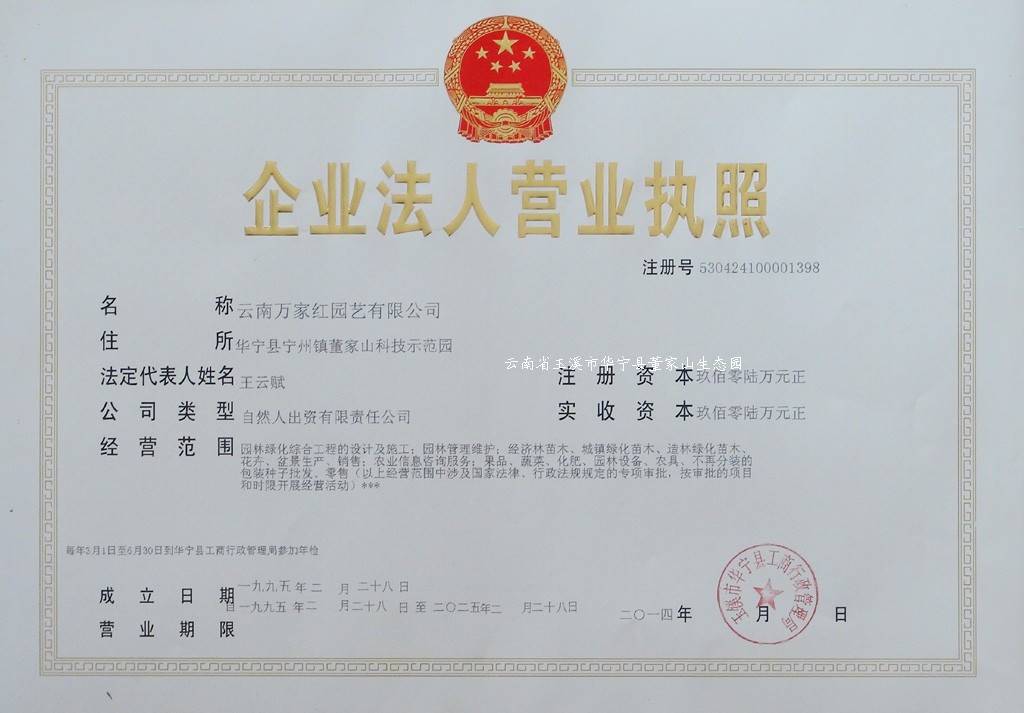 企业法人营业执照
注册号 530424100001398
名称 云南万家红园艺有限公司
住所 华宁县宁州镇董家山科技示范园
云南省玉溪市华宁县董家山生态园
法定代表人姓名 王云赋
注册资本 玖佰零陆万元正
公司类型 自然人出资有限责任公司
实收资本 玖佰零陆万元正
经营范围 园林绿化综合工程的设计及施工；园林管理维护；经济林苗木、城镇绿化苗木、造林绿化苗木、
花卉、盆景生产、销售；农业信息咨询服务；果品、蔬菜、化肥、园林设备、农具、不再分装的
包装种子批发、零售（以上经营范围中涉及国家法律、行政法规规定的专项审批，按审批的项目
和时限开展经营活动）***
每年3月1日至6月30日到华宁县工商行政管理局参加年检
成立日期 一九九五年二月二十八日
营业期限 自一九九五年二月二十八日至二〇二五年二月二十八日
二〇一四年 月 日
玉溪市华宁县工商行政管理局